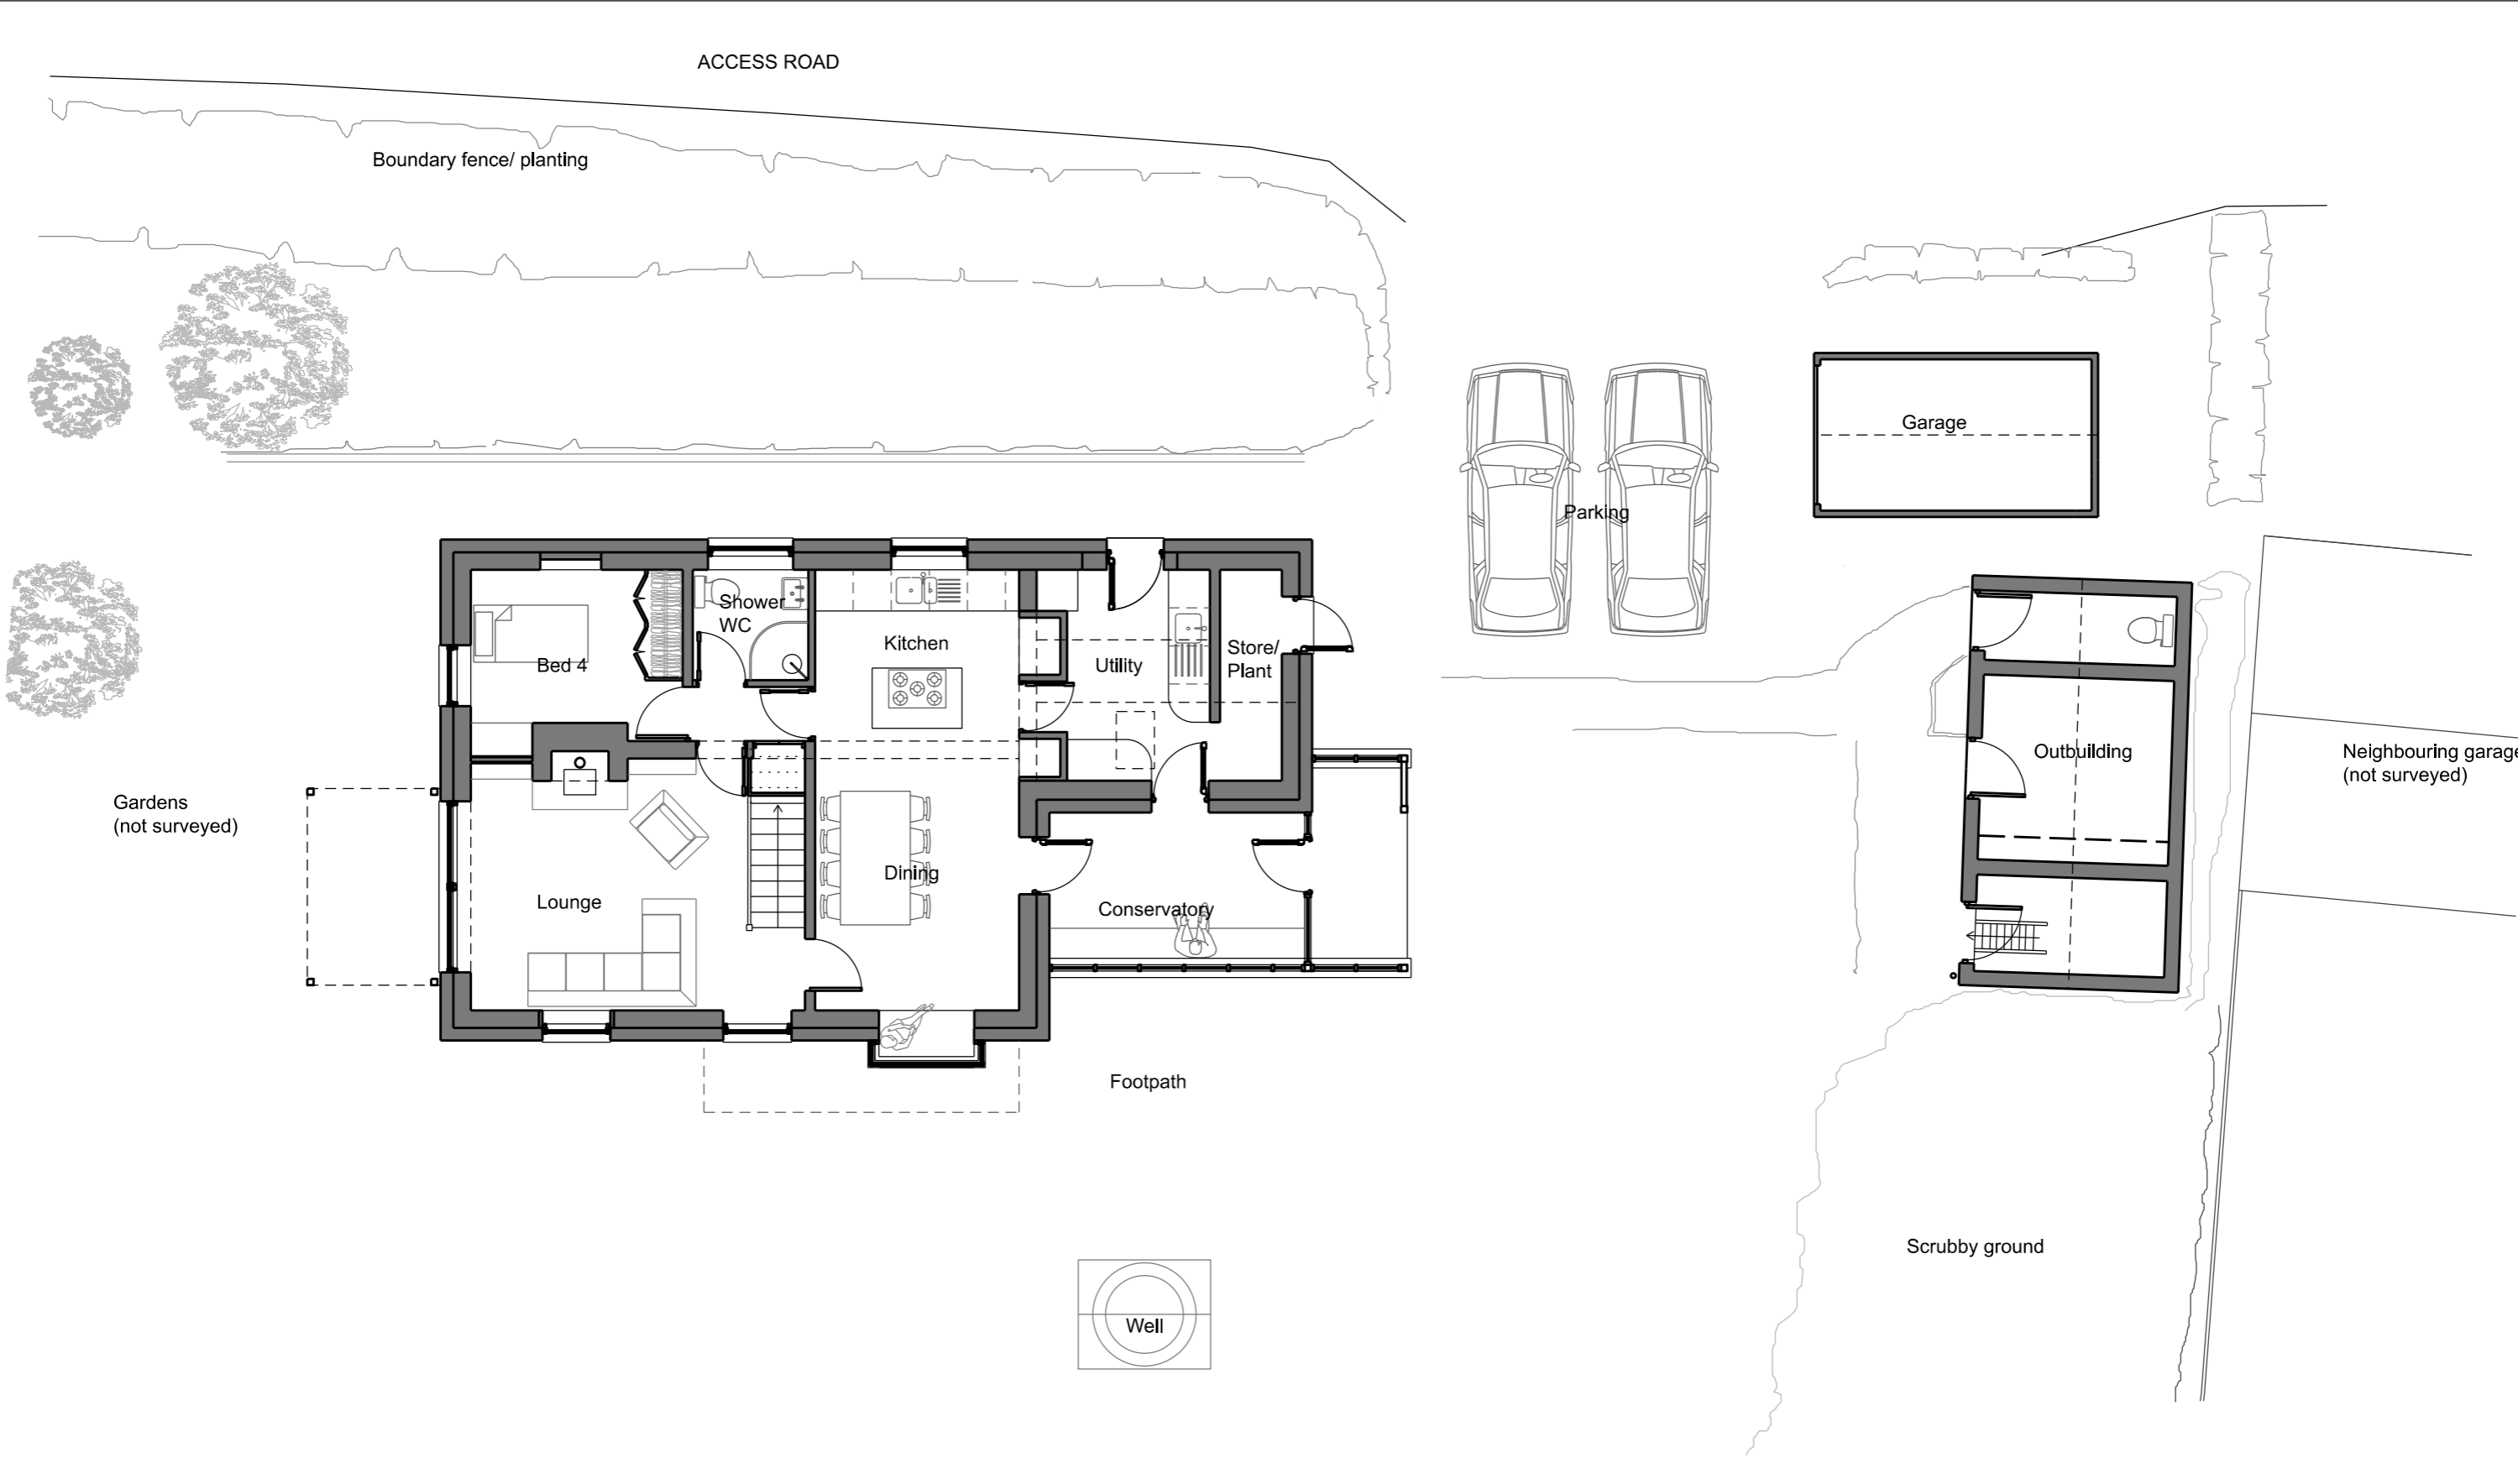 ACCESS ROAD
Boundary fence/ planting
Garage
Parking
Shower
WC
Kitchen
Bed 4
Utility
Store/
Plant
Outbuilding
Neighbouring garage
(not surveyed)
Gardens
(not surveyed)
Lounge
Dining
Conservatory
Footpath
Scrubby ground
Well